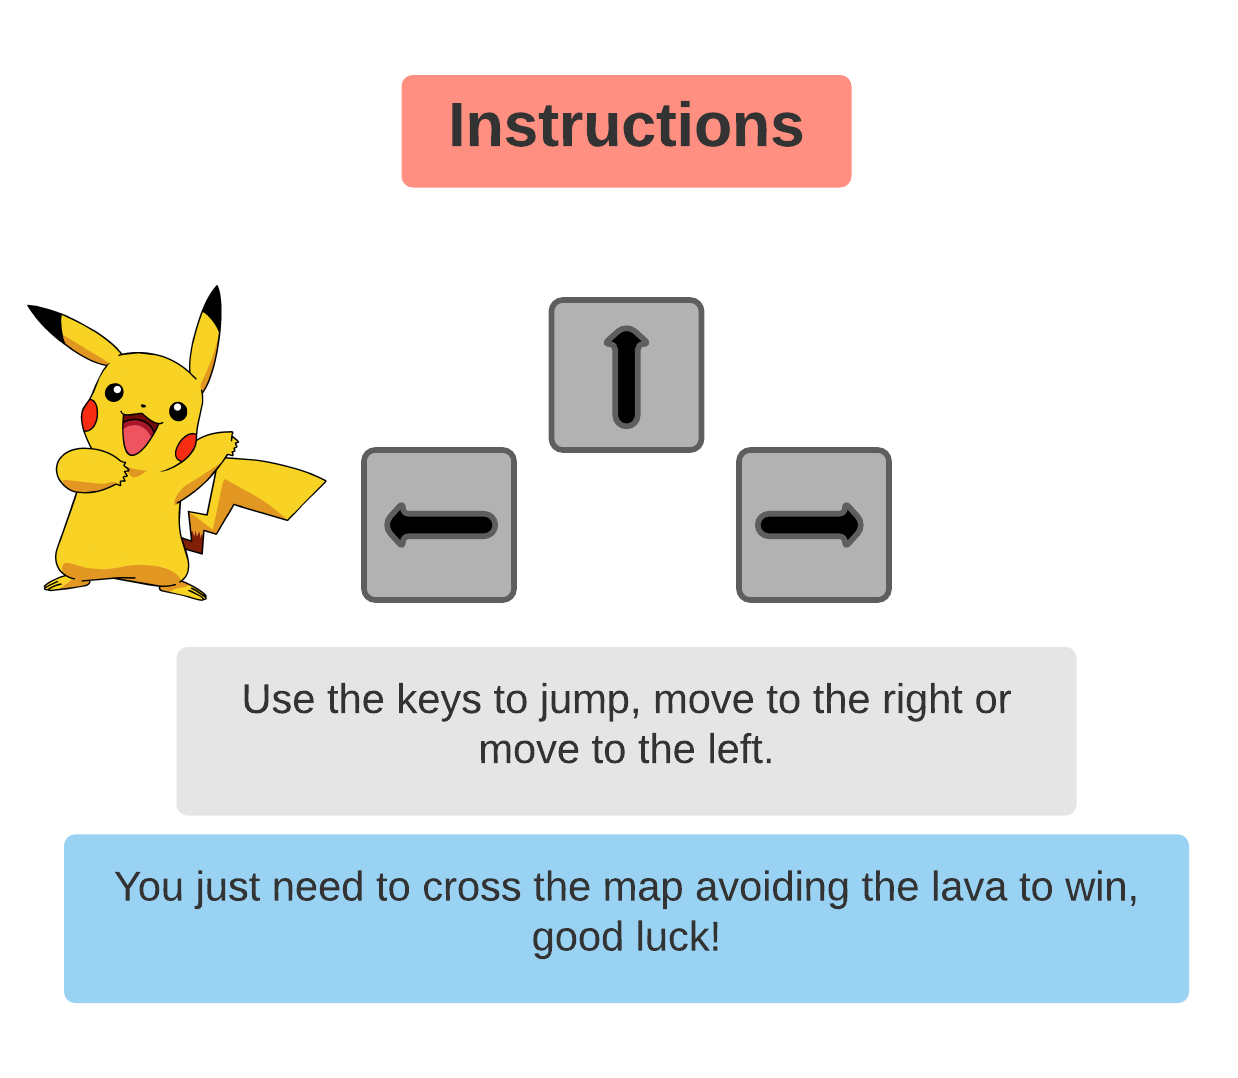 Instructions
Use the keys to jump, move to the right or
move to the left.
You just need to cross the map avoiding the lava to win,
good luck!